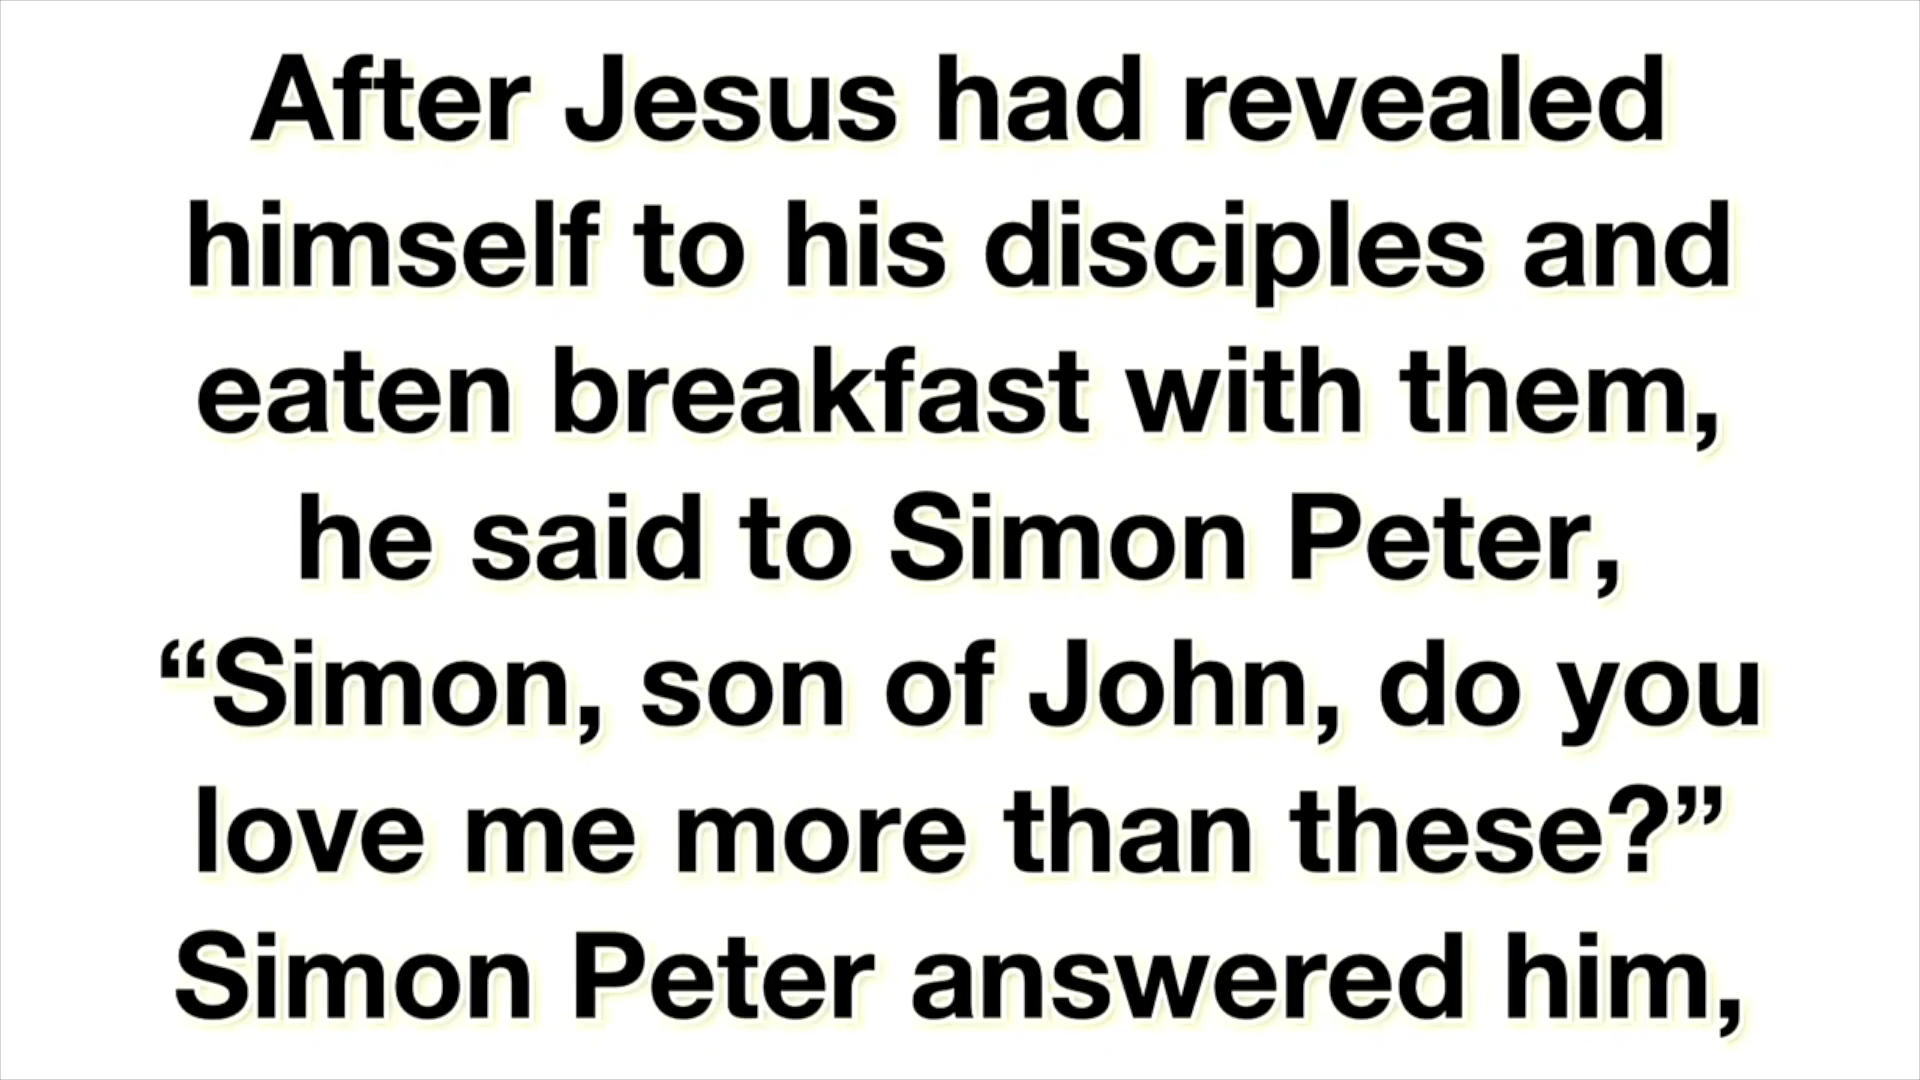 After Jesus had revealed
himself to his disciples and
eaten breakfast with them,
he said to Simon Peter,
“Simon, son of John, do you
love me more than these?”
Simon Peter answered him,